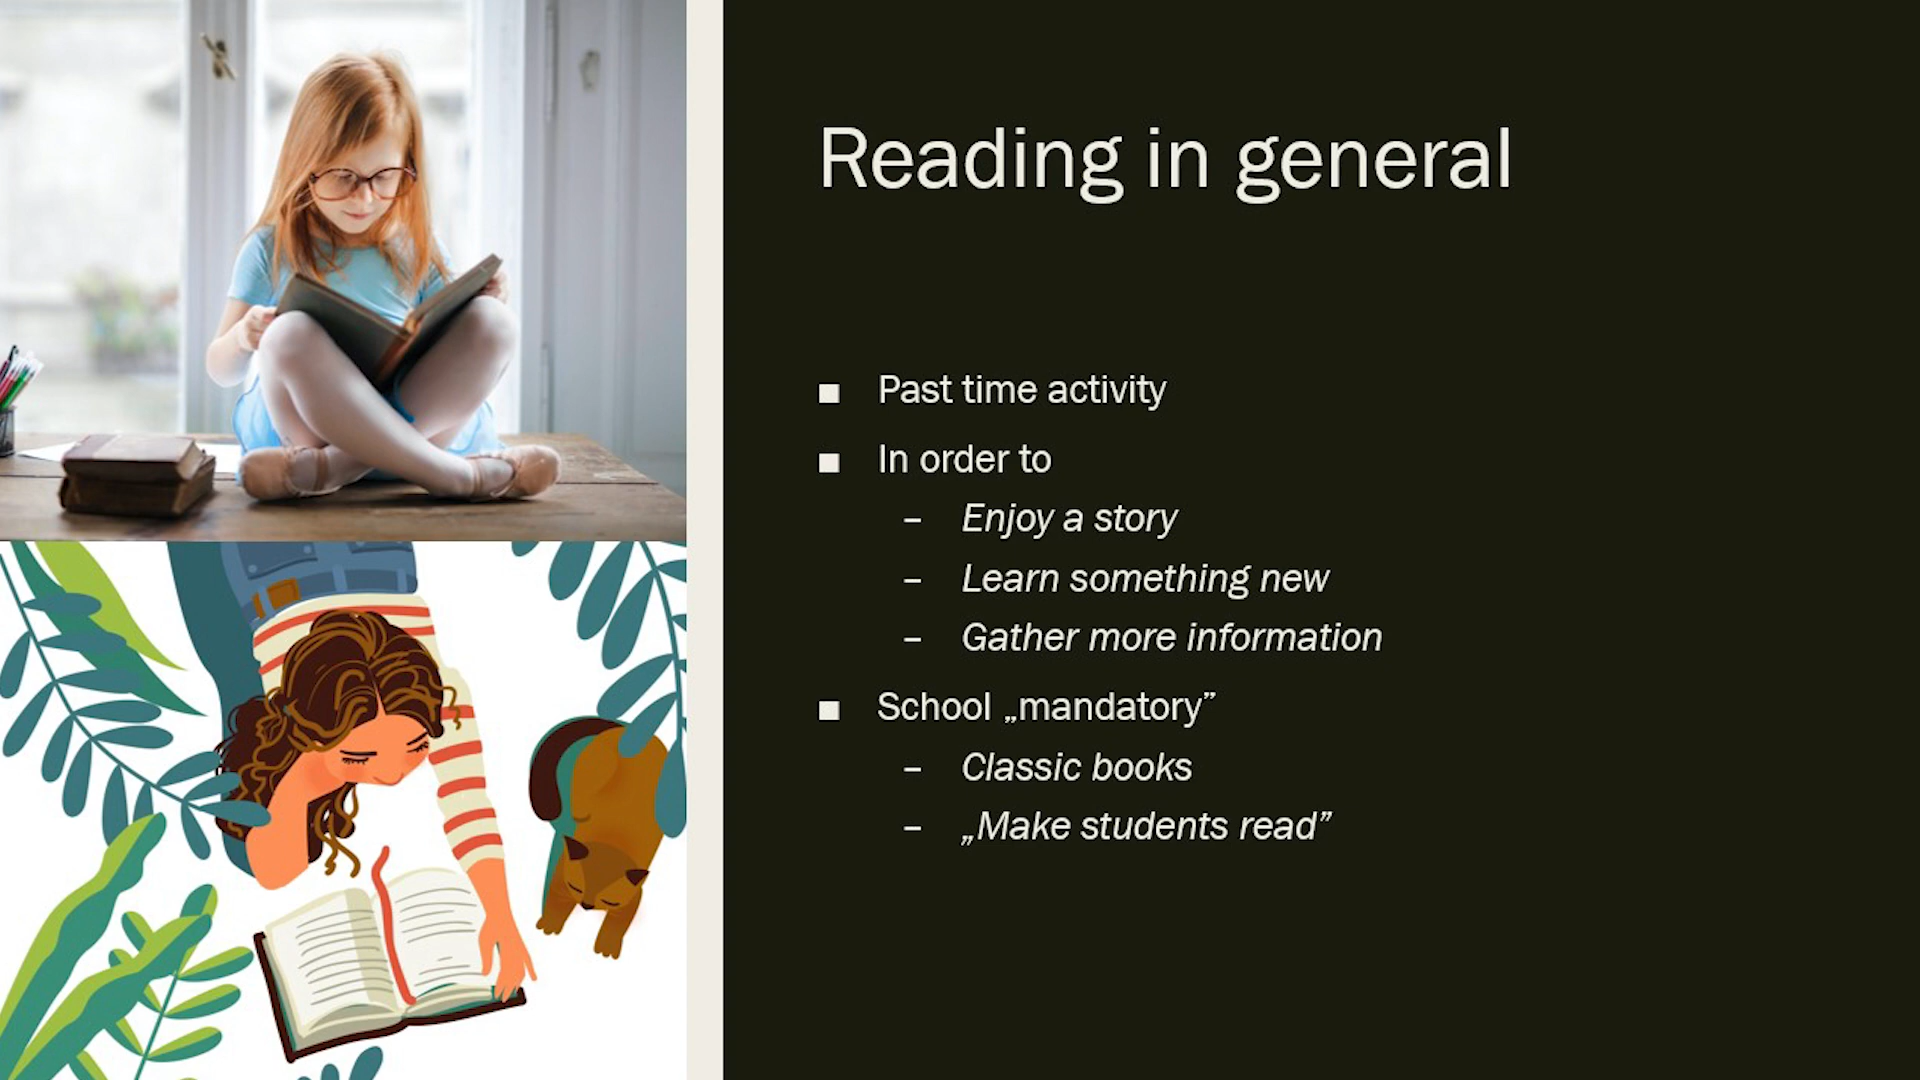 Reading in general
■ Past time activity
■ In order to
– Enjoy a story
– Learn something new
– Gather more information
■ School „mandatory”
– Classic books
– „Make students read”